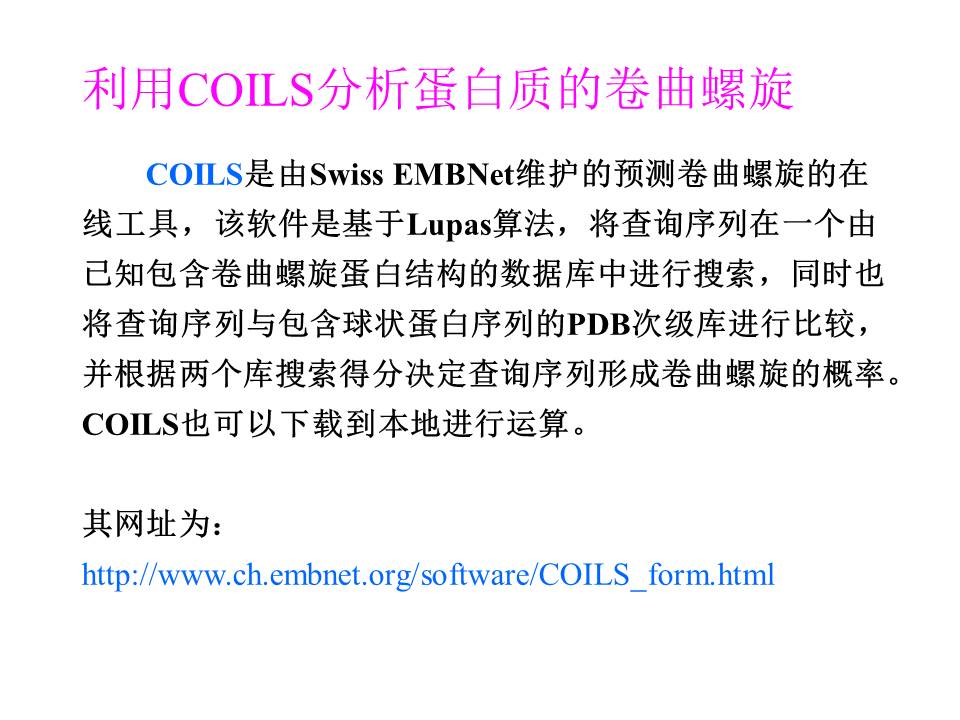 利用COILS分析蛋白质的卷曲螺旋
COILS是由Swiss EMBNet维护的预测卷曲螺旋的在
线工具，该软件是基于Lupas算法，将查询序列在一个由
已知包含卷曲螺旋蛋白结构的数据库中进行搜索，同时也
将查询序列与包含球状蛋白序列的PDB次级库进行比较，
并根据两个库搜索得分决定查询序列形成卷曲螺旋的概率。
COILS也可以下载到本地进行运算。
其网址为：
http://www.ch.embnet.org/software/COILS_form.html